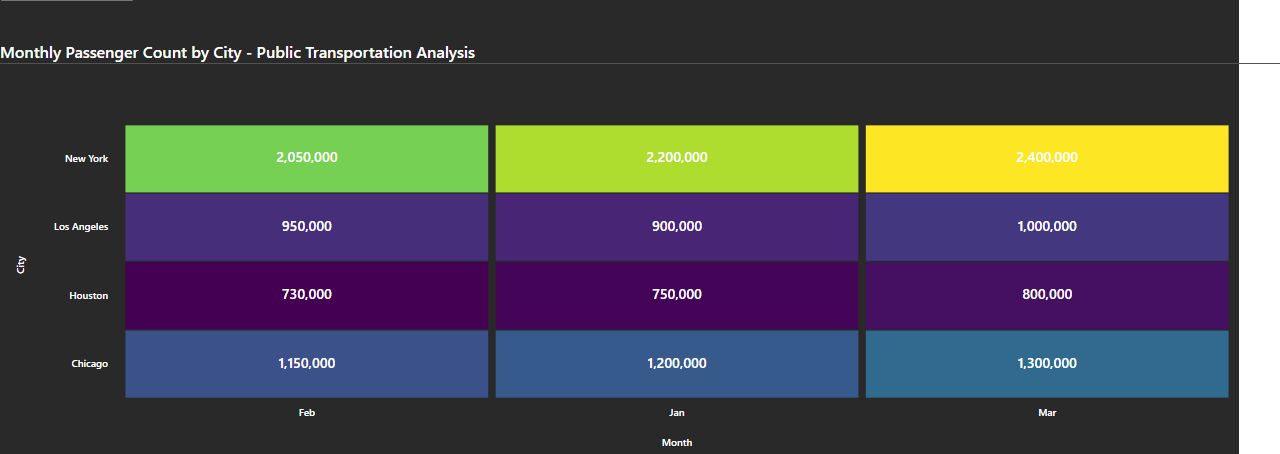 Monthly Passenger Count by City - Public Transportation Analysis
New York 2,050,000 2,200,000 2,400,000
Los Angeles 950,000 900,000 1,000,000
City
Houston 730,000 750,000 800,000
Chicago 1,150,000 1,200,000 1,300,000
Feb Jan Mar
Month